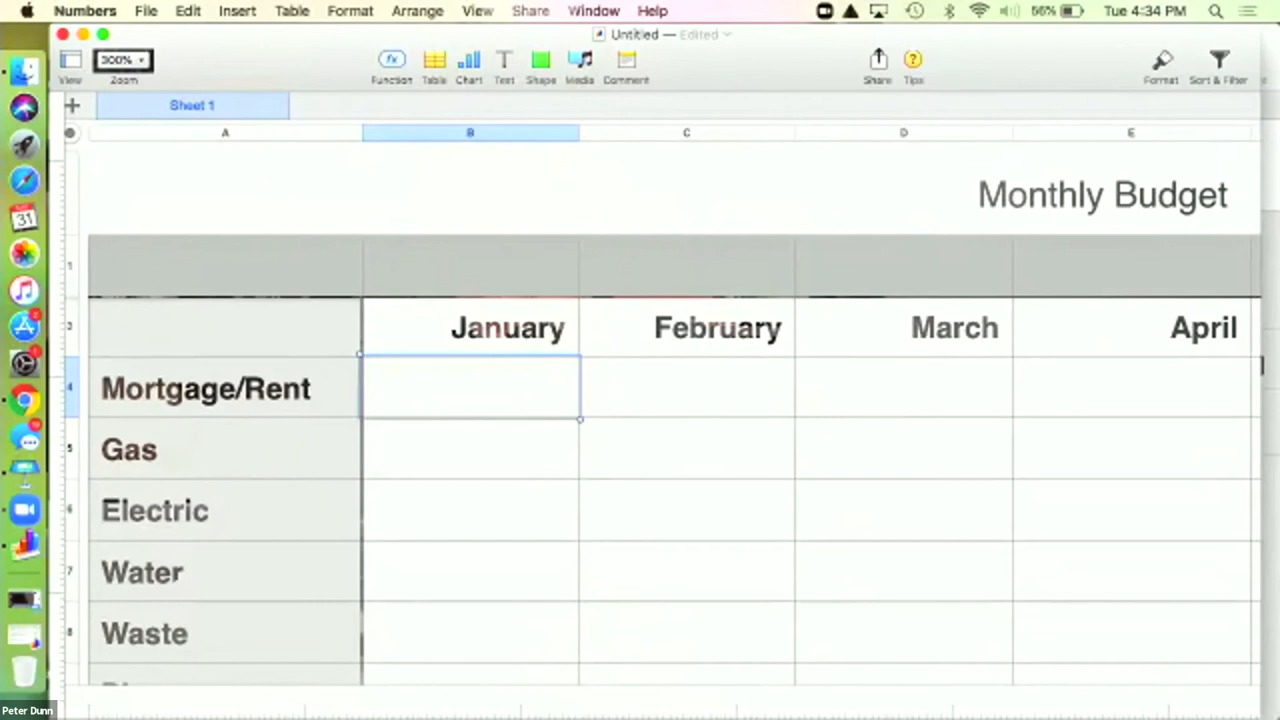 Numbers File Edit Insert Table Format Arrange View Share Window Help 56% Tue 4:34 PM
Untitled — Edited
300%
View Zoom Function Table Chart Text Shape Media Comment Share Tips Format Sort & Filter
Sheet 1
A B C D E
Monthly Budget
1
January February March April
4 Mortgage/Rent
5 Gas
6 Electric
7 Water
8 Waste
Peter Dunn